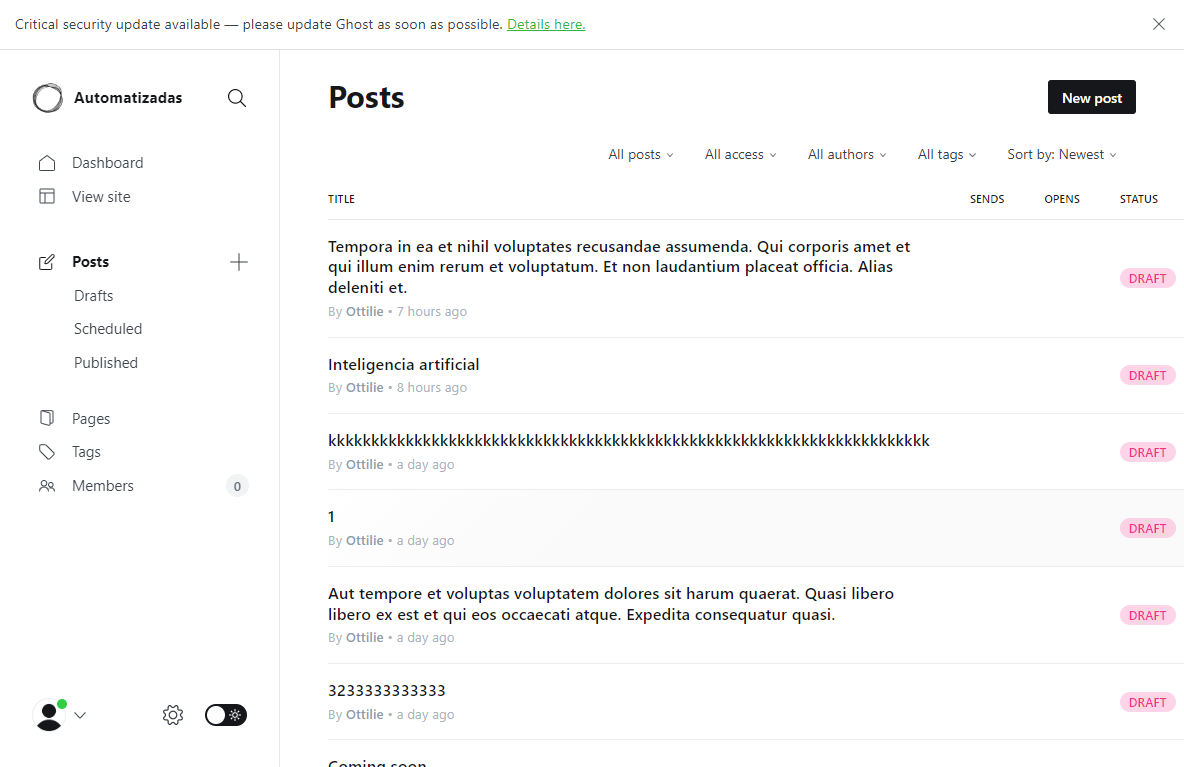 Critical security update available — please update Ghost as soon as possible. Details here.
Automatizadas
Dashboard
View site
Posts
Drafts
Scheduled
Published
Pages
Tags
Members 0
Posts
New post
All posts All access All authors All tags Sort by: Newest
TITLE SENDS OPENS STATUS
Tempora in ea et nihil voluptates recusandae assumenda. Qui corporis amet et
qui illum enim rerum et voluptatum. Et non laudantium placeat officia. Alias
deleniti et.
By Ottilie • 7 hours ago
DRAFT
Inteligencia artificial
By Ottilie • 8 hours ago
DRAFT
By Ottilie • a day ago
DRAFT
1
By Ottilie • a day ago
DRAFT
Aut tempore et voluptas voluptatem dolores sit harum quaerat. Quasi libero
libero ex est et qui eos occaecati atque. Expedita consequatur quasi.
By Ottilie • a day ago
DRAFT
3233333333333
By Ottilie • a day ago
DRAFT
Coming soon